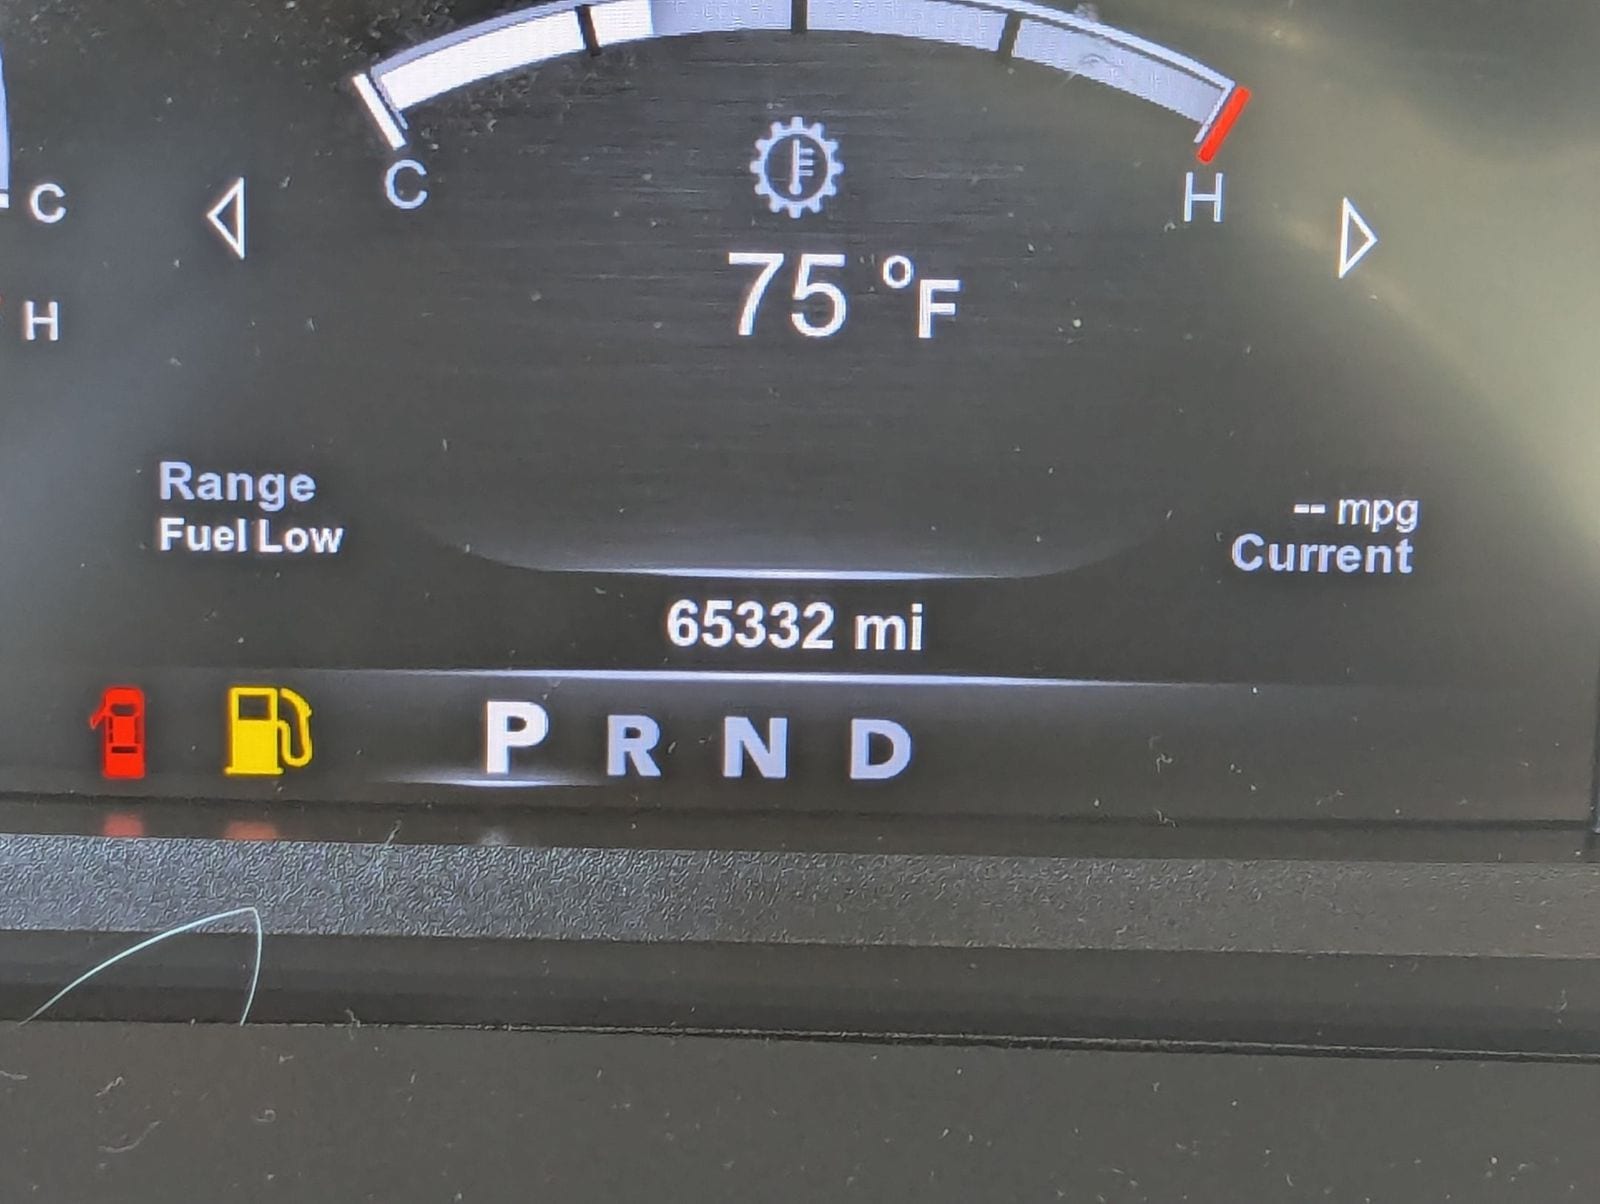 C
H
C
H
75 °F
Range
Fuel Low
-- mpg
Current
65332 mi
P R N D